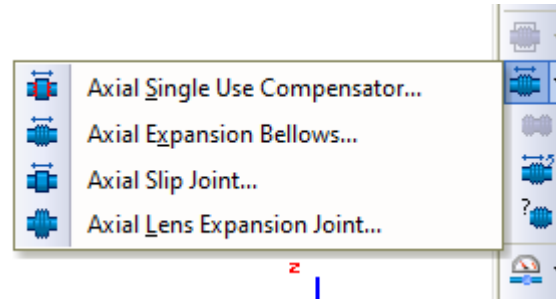 Axial Single Use Compensator...
Axial Expansion Bellows...
Axial Slip Joint...
Axial Lens Expansion Joint...
?
z